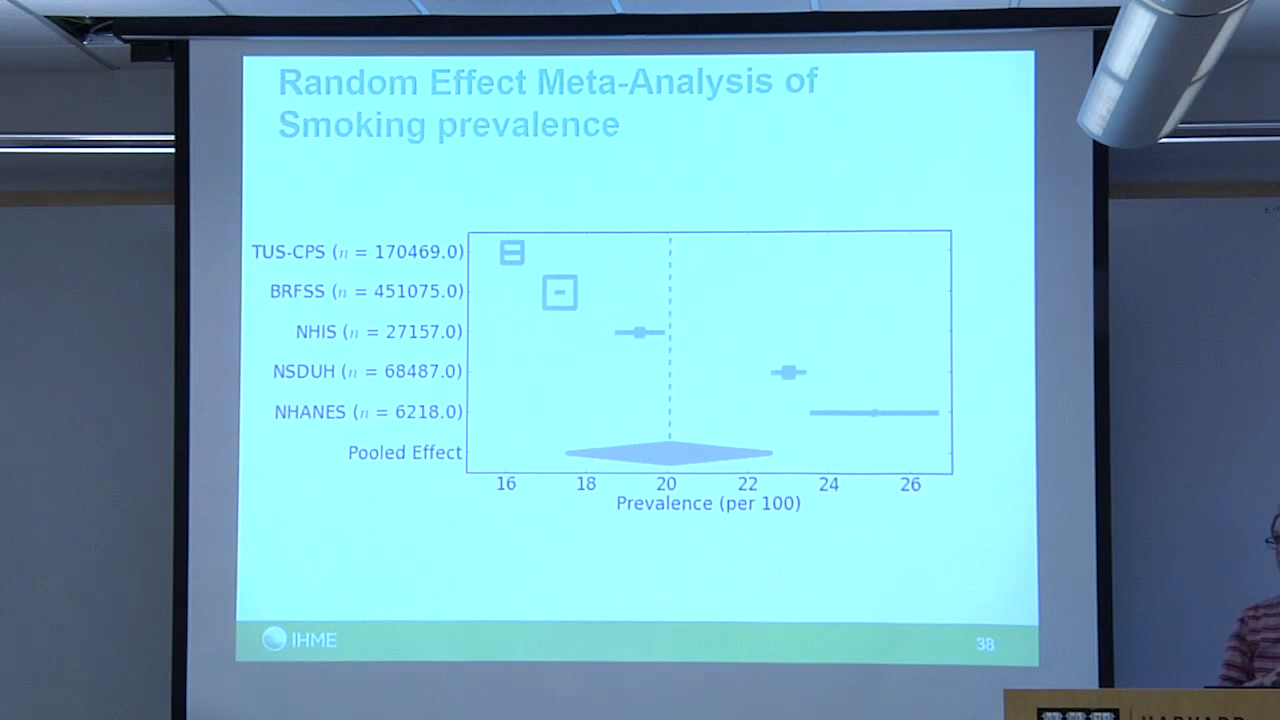 Random Effect Meta-Analysis of
Smoking prevalence
TUS-CPS (n = 170469.0)
BRFSS (n = 451075.0)
NHIS (n = 27157.0)
NSDUH (n = 68487.0)
NHANES (n = 6218.0)
Pooled Effect
16 18 20 22 24 26
Prevalence (per 100)
IHME
38
HARVARD